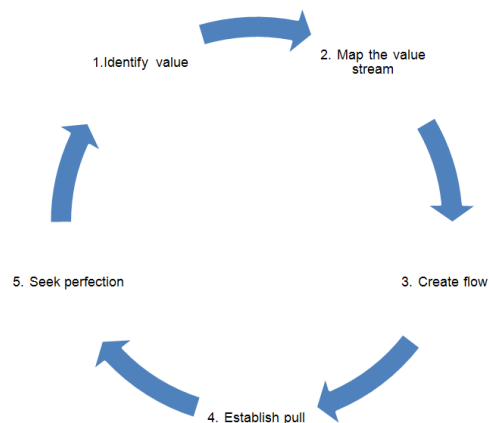 1.Identify value
2. Map the value
stream
3. Create flow
4. Establish pull
5. Seek perfection